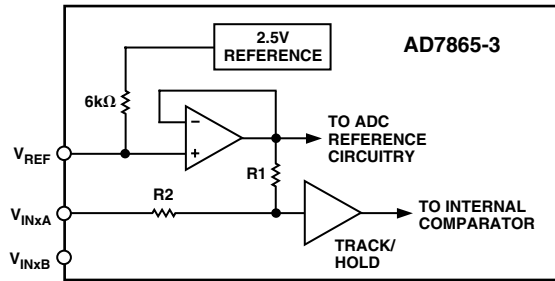 2.5V
REFERENCE
AD7865-3
6kΩ
−
+
TO ADC
REFERENCE
CIRCUITRY
VREF
R1
R2
VINxA
TO INTERNAL
COMPARATOR
TRACK/
HOLD
VINxB